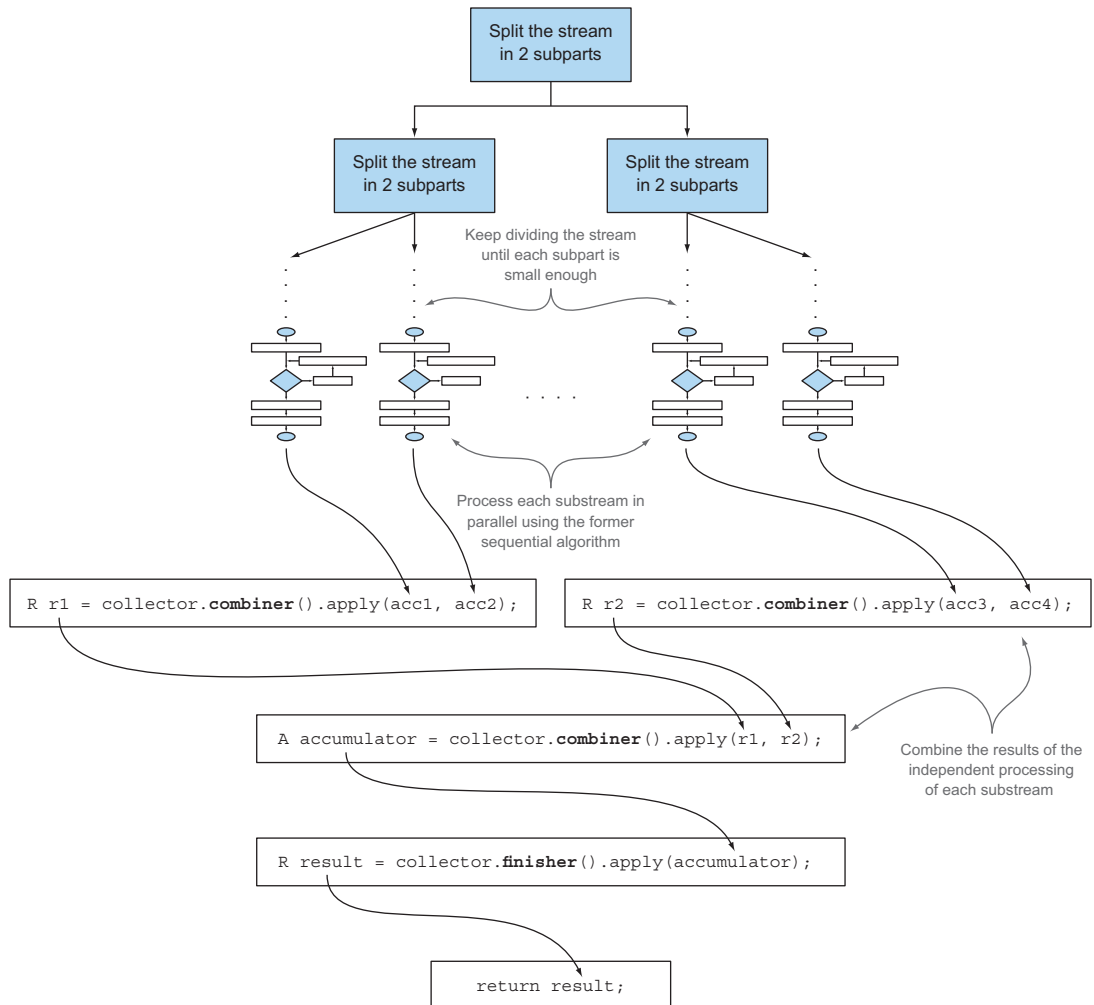 Split the stream
in 2 subparts
Split the stream
in 2 subparts
Split the stream
in 2 subparts
Keep dividing the stream
until each subpart is
small enough
. . . .
Process each substream in
parallel using the former
sequential algorithm
R r1 = collector.combiner().apply(acc1, acc2);
R r2 = collector.combiner().apply(acc3, acc4);
A accumulator = collector.combiner().apply(r1, r2);
Combine the results of the
independent processing
of each substream
R result = collector.finisher().apply(accumulator);
return result;